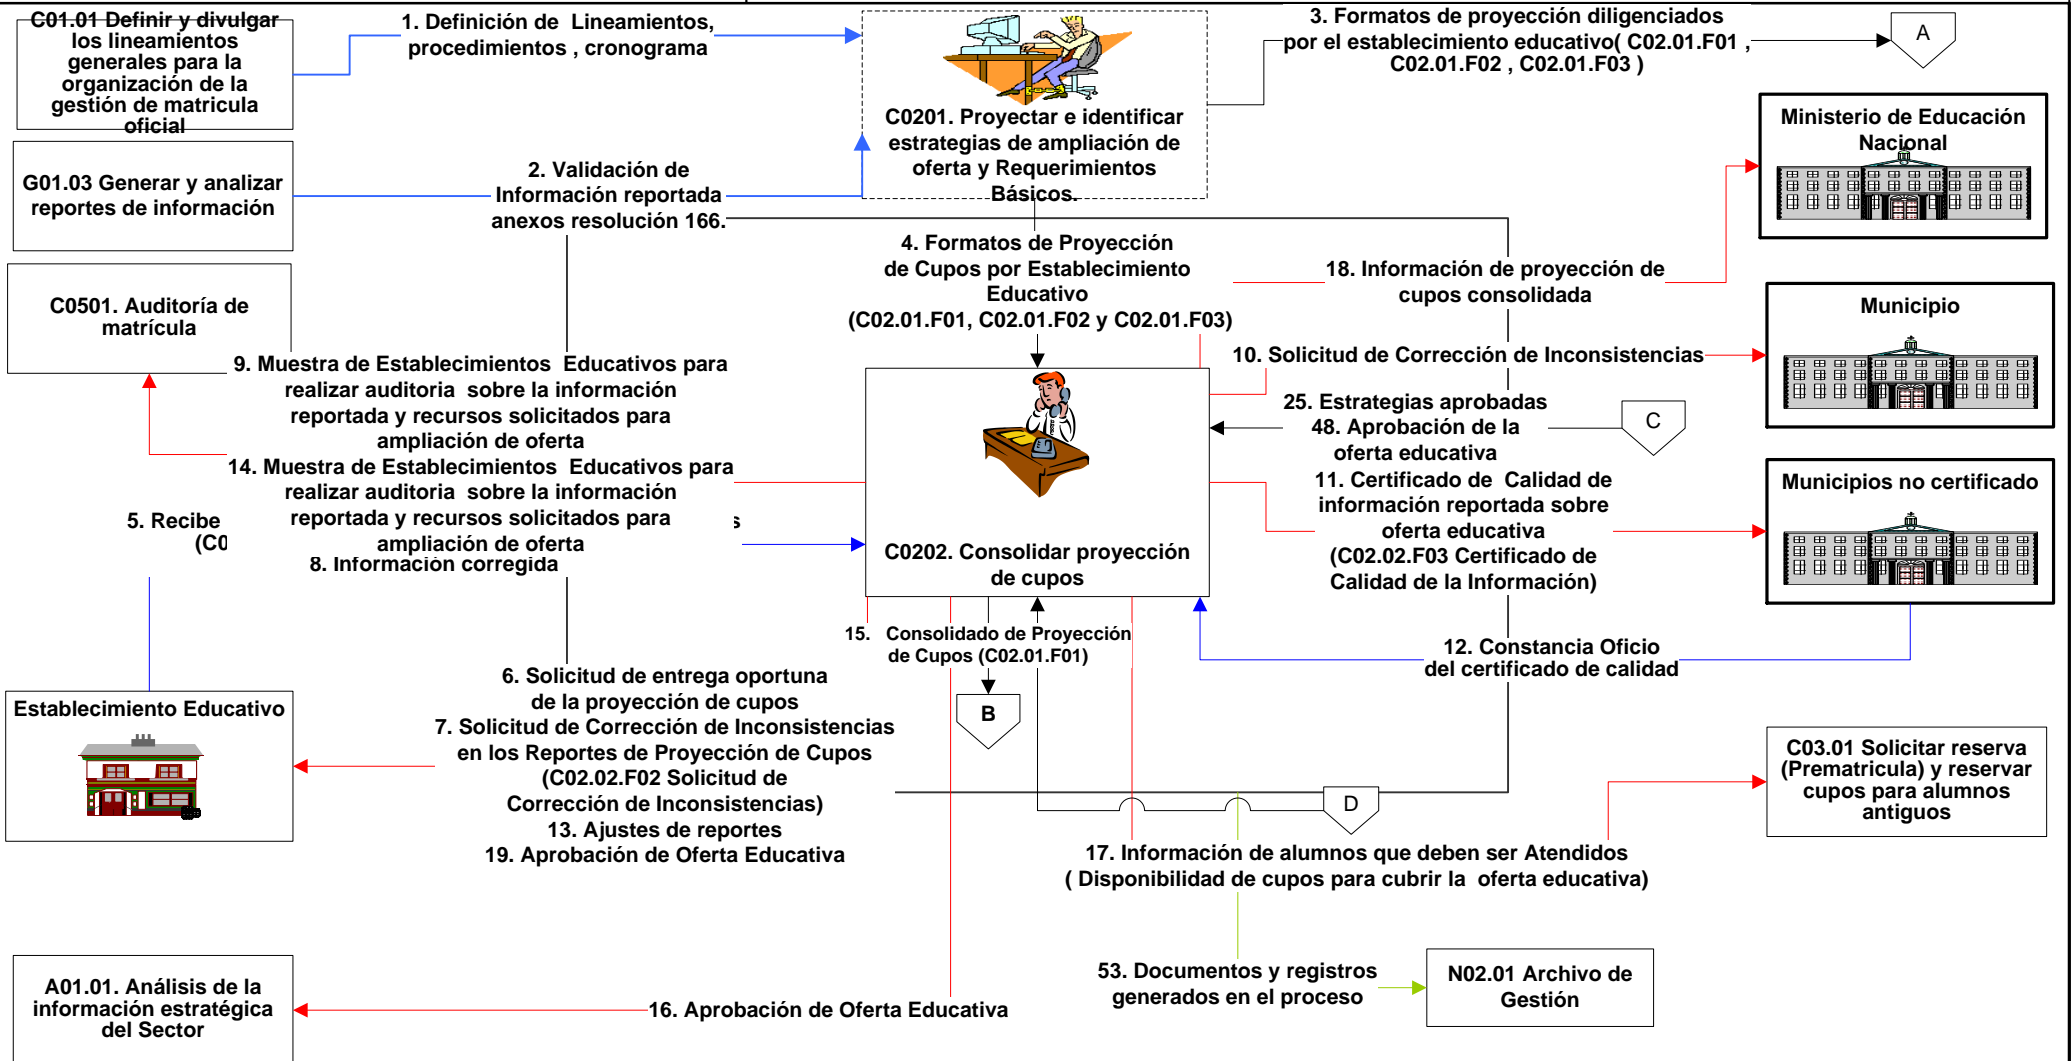 C01.01 Definir y divulgar
los lineamientos
generales para la
organización de la
gestión de matricula
oficial
1. Definición de Lineamientos,
procedimientos , cronograma
C0201. Proyectar e identificar
estrategias de ampliación de
oferta y Requerimientos
Básicos.
3. Formatos de proyección diligenciados
por el establecimiento educativo( C02.01.F01 ,
C02.01.F02 , C02.01.F03 )
A
G01.03 Generar y analizar
reportes de información
2. Validación de
Información reportada
anexos resolución 166.
Ministerio de Educación
Nacional
4. Formatos de Proyección
de Cupos por Establecimiento
Educativo
(C02.01.F01, C02.01.F02 y C02.01.F03)
18. Información de proyección de
cupos consolidada
C0501. Auditoría de
matrícula
Municipio
9. Muestra de Establecimientos Educativos para
realizar auditoria sobre la información
reportada y recursos solicitados para
ampliación de oferta
10. Solicitud de Corrección de Inconsistencias
25. Estrategias aprobadas
48. Aprobación de la
oferta educativa
C
14. Muestra de Establecimientos Educativos para
realizar auditoria sobre la información
reportada y recursos solicitados para
ampliación de oferta
5. Recibe
(C0
s
8. Información corregida
C0202. Consolidar proyección
de cupos
11. Certificado de Calidad de
información reportada sobre
oferta educativa
(C02.02.F03 Certificado de
Calidad de la Información)
Municipios no certificado
15. Consolidado de Proyección
de Cupos (C02.01.F01)
12. Constancia Oficio
del certificado de calidad
B
Establecimiento Educativo
6. Solicitud de entrega oportuna
de la proyección de cupos
7. Solicitud de Corrección de Inconsistencias
en los Reportes de Proyección de Cupos
(C02.02.F02 Solicitud de
Corrección de Inconsistencias)
13. Ajustes de reportes
19. Aprobación de Oferta Educativa
D
C03.01 Solicitar reserva
(Prematricula) y reservar
cupos para alumnos
antiguos
17. Información de alumnos que deben ser Atendidos
( Disponibilidad de cupos para cubrir la oferta educativa)
A01.01. Análisis de la
información estratégica
del Sector
16. Aprobación de Oferta Educativa
53. Documentos y registros
generados en el proceso
N02.01 Archivo de
Gestión